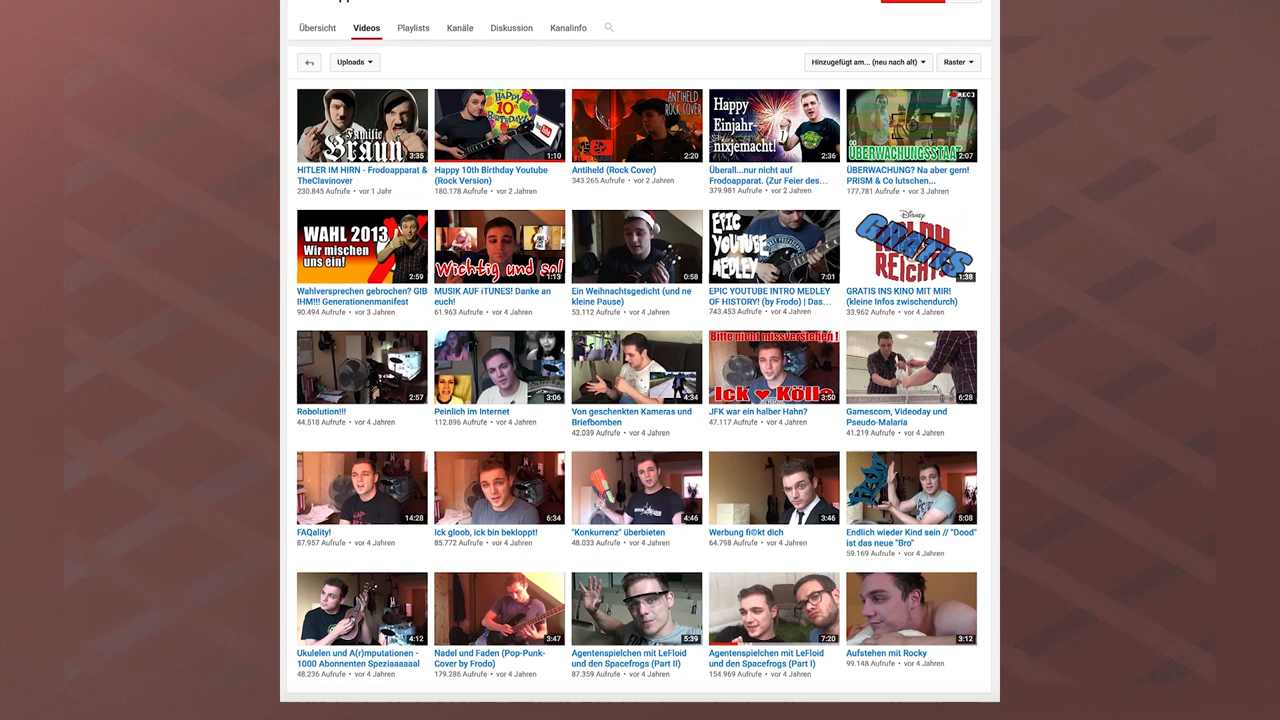 Übersicht Videos Playlists Kanäle Diskussion Kanalinfo
Uploads Hinzugefügt am... (neu nach alt) Raster
Familie
Braun
3:35
HAPPY
10th
BIRTHDAY
1:10
ANTIHELD
ROCK COVER
2:20
Happy
Einjahr-
nixjemacht!
2:36
REC
ÜBERWACHUNGSSTAAT
2:07
HITLER IM HIRN - Frodoapparat &
TheClavinover
230.845 Aufrufe • vor 1 Jahr
Happy 10th Birthday Youtube
(Rock Version)
180.178 Aufrufe • vor 2 Jahren
Antiheld (Rock Cover)
343.265 Aufrufe • vor 2 Jahren
Überall...nur nicht auf
Frodoapparat. (Zur Feier des...
379.981 Aufrufe • vor 2 Jahren
ÜBERWACHUNG? Na aber gern!
PRISM & Co lutschen...
177.781 Aufrufe • vor 3 Jahren
WAHL 2013
Wir mischen
uns ein!
2:59
Wichtig und so!
1:13
0:58
EPIC
YOUTUBE
MEDLEY
7:01
Disney
GRATIS
REICHT
1:38
Wahlversprechen gebrochen? GIB
IHM!!! Generationenmanifest
90.494 Aufrufe • vor 3 Jahren
MUSIK AUF iTUNES! Danke an
euch!
61.963 Aufrufe • vor 4 Jahren
Ein Weihnachtsgedicht (und ne
kleine Pause)
53.112 Aufrufe • vor 4 Jahren
EPIC YOUTUBE INTRO MEDLEY
OF HISTORY! (by Frodo) | Das...
743.453 Aufrufe • vor 4 Jahren
GRATIS INS KINO MIT MIR!
(kleine Infos zwischendurch)
33.962 Aufrufe • vor 4 Jahren
2:57
3:06
4:34
Bitte nicht missverstehen !
Ick ❤ Kölle
3:50
6:28
Robolution!!!
44.518 Aufrufe • vor 4 Jahren
Peinlich im Internet
112.896 Aufrufe • vor 4 Jahren
Von geschenkten Kameras und
Briefbomben
42.039 Aufrufe • vor 4 Jahren
JFK war ein halber Hahn?
47.117 Aufrufe • vor 4 Jahren
Gamescom, Videoday und
Pseudo-Malaria
41.219 Aufrufe • vor 4 Jahren
14:28
6:34
4:46
3:46
5:08
FAQality!
87.957 Aufrufe • vor 4 Jahren
Ick gloob, ick bin bekloppt!
85.772 Aufrufe • vor 4 Jahren
"Konkurrenz" überbieten
48.033 Aufrufe • vor 4 Jahren
Werbung fi©kt dich
64.798 Aufrufe • vor 4 Jahren
Endlich wieder Kind sein // "Dood"
ist das neue "Bro"
59.169 Aufrufe • vor 4 Jahren
4:12
3:47
5:39
7:20
3:12
Ukulelen und A(r)mputationen -
1000 Abonnenten Speziaaaaaal
48.236 Aufrufe • vor 4 Jahren
Nadel und Faden (Pop-Punk-
Cover by Frodo)
179.286 Aufrufe • vor 4 Jahren
Agentenspielchen mit LeFloid
und den Spacefrogs (Part II)
87.359 Aufrufe • vor 4 Jahren
Agentenspielchen mit LeFloid
und den Spacefrogs (Part I)
154.969 Aufrufe • vor 4 Jahren
Aufstehen mit Rocky
99.148 Aufrufe • vor 4 Jahren